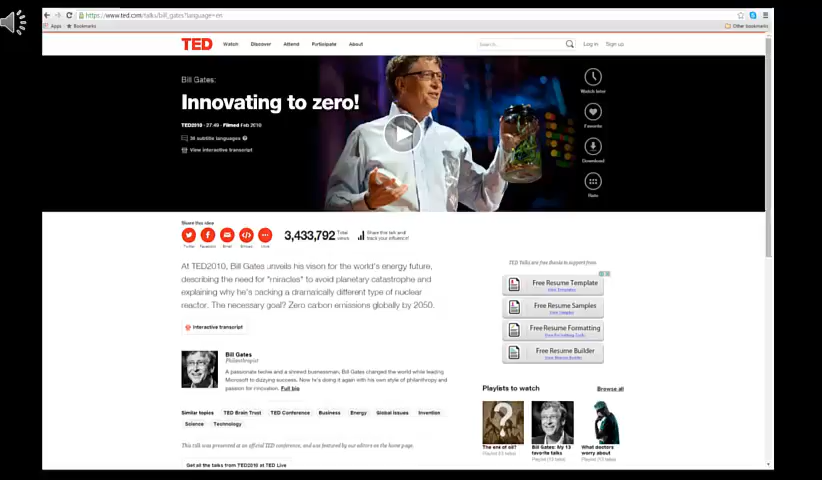 https://www.ted.com/talks/bill_gates?language=en
Apps
Bookmarks
Other bookmarks
TED
Watch
Discover
Attend
Participate
About
Search...
Log in
Sign up
Bill Gates:
Innovating to zero!
TED2010 · 27:49 · Filmed Feb 2010
View interactive transcript
Watch later
Favorite
Download
Rate
Share this idea
Twitter
Facebook
Email
Embed
More
3,433,792
Total
views
Share this talk and
track your influence!
At TED2010, Bill Gates unveils his vision for the world's energy future,
describing the need for "miracles" to avoid planetary catastrophe and
explaining why he's backing a dramatically different type of nuclear
reactor. The necessary goal? Zero carbon emissions globally by 2050.
Interactive transcript
Bill Gates
Philanthropist
A passionate techie and a shrewd businessman, Bill Gates changed the world while leading
Microsoft to dizzying success. Now he's doing it again with his own style of philanthropy and
passion for innovation. Full bio
Similar topics
TED Brain Trust
TED Conference
Business
Energy
Global Issues
Invention
Science
Technology
This talk was presented at an official TED conference, and was featured by our editors on the home page.
Get all the talks from TED2010 at TED Live
TED Talks are free thanks to support from
Free Resume Template
Free Resume Samples
Free Resume Formatting
Free Resume Builder
Playlists to watch
Browse all
The end of oil?
Bill Gates: My 13
favorite talks
What doctors
worry about